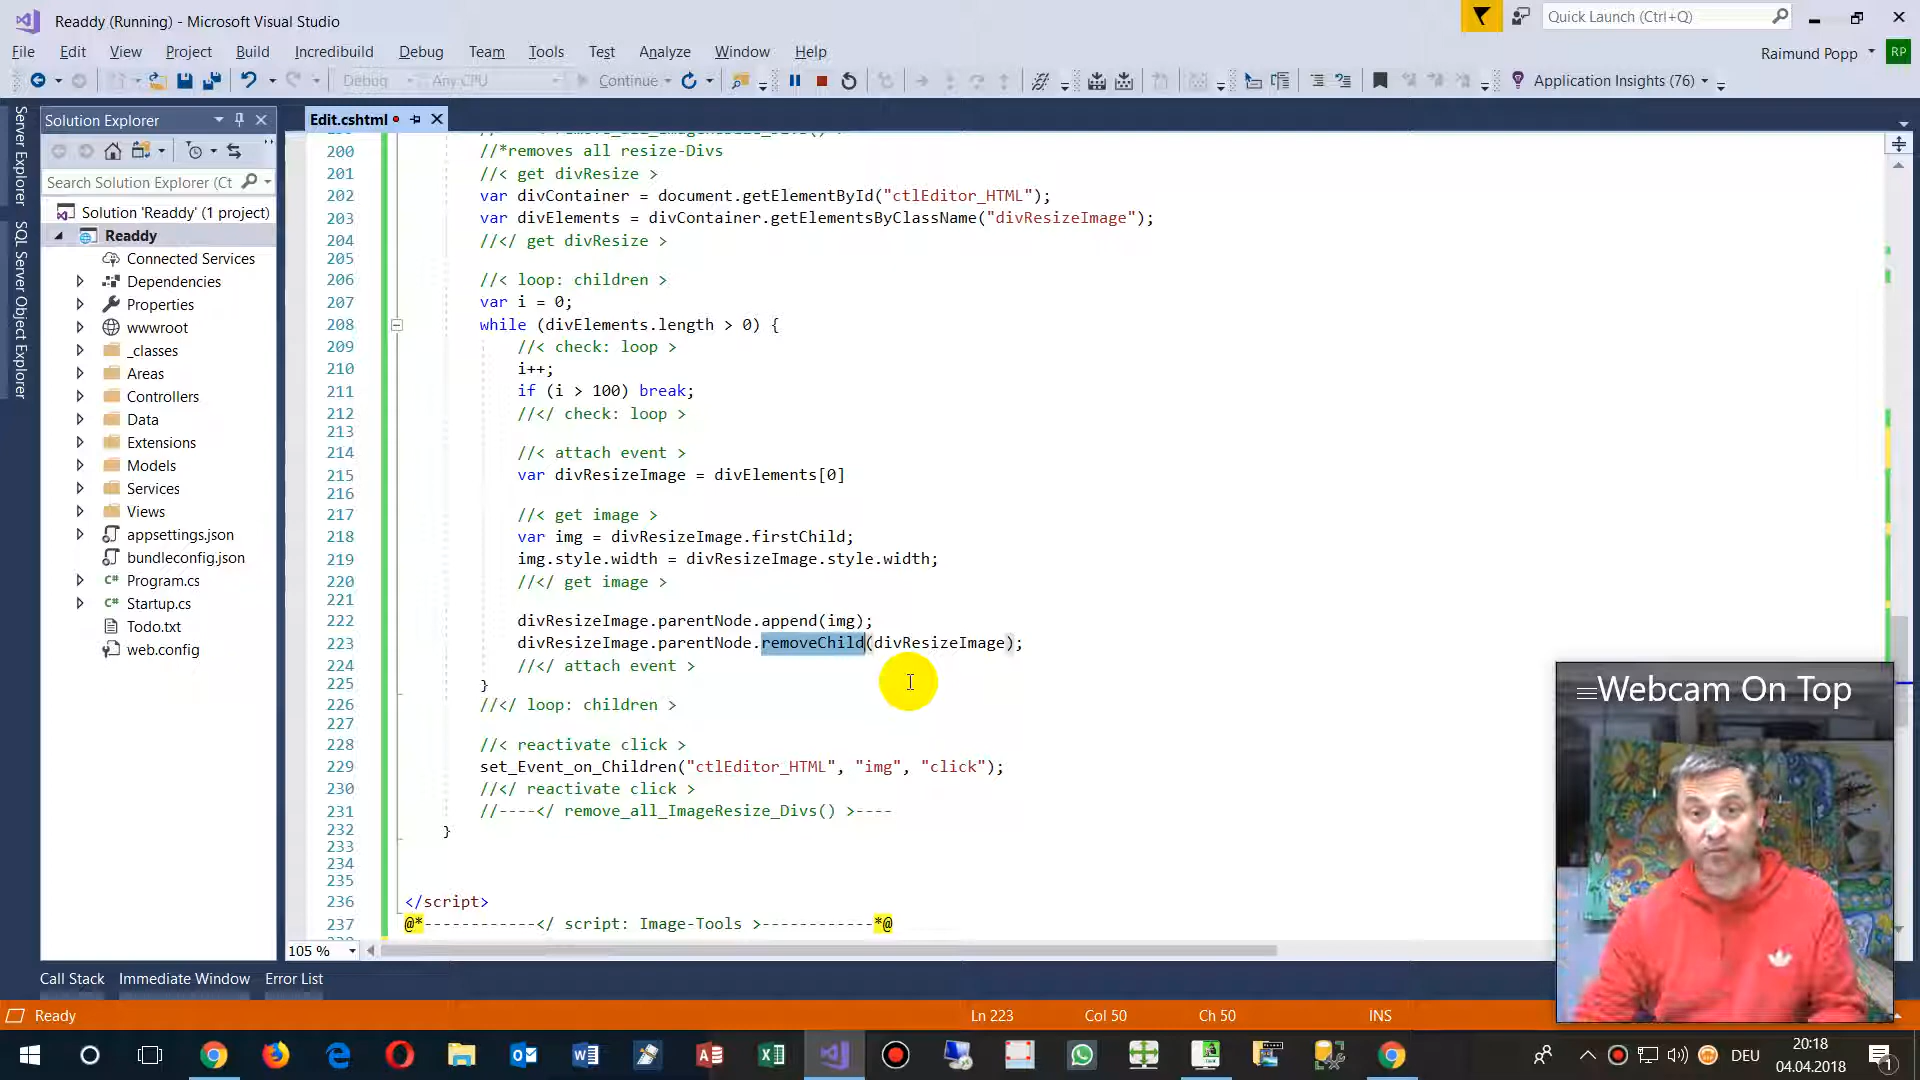 Readdy (Running) - Microsoft Visual Studio
Quick Launch (Ctrl+Q)
File Edit View Project Build Incredibuild Debug Team Tools Test Analyze Window Help
Raimund Popp
RP
Debug Any CPU Continue Application Insights (76)
Server Explorer
SQL Server Object Explorer
Solution Explorer
Search Solution Explorer (Ct
Solution 'Readdy' (1 project)
Readdy
Connected Services
Dependencies
Properties
wwwroot
_classes
Areas
Controllers
Data
Extensions
Models
Services
Views
appsettings.json
bundleconfig.json
C# Program.cs
C# Startup.cs
Todo.txt
web.config
Edit.cshtml
200 //*removes all resize-Divs
201 //< get divResize >
202 var divContainer = document.getElementById("ctlEditor_HTML");
203 var divElements = divContainer.getElementsByClassName("divResizeImage");
204 //</ get divResize >
205
206 //< loop: children >
207 var i = 0;
208 while (divElements.length > 0) {
209 //< check: loop >
210 i++;
211 if (i > 100) break;
212 //</ check: loop >
213
214 //< attach event >
215 var divResizeImage = divElements[0]
216
217 //< get image >
218 var img = divResizeImage.firstChild;
219 img.style.width = divResizeImage.style.width;
220 //</ get image >
221
222 divResizeImage.parentNode.append(img);
223 divResizeImage.parentNode.removeChild(divResizeImage);
224 //</ attach event >
225 }
226 //</ loop: children >
227
228 //< reactivate click >
229 set_Event_on_Children("ctlEditor_HTML", "img", "click");
230 //</ reactivate click >
231 //----</ remove_all_ImageResize_Divs() >----
232 }
233
234
235
236 </script>
237 @*------------</ script: Image-Tools >------------*@
105 %
Webcam On Top
Call Stack Immediate Window Error List
Ready Ln 223 Col 50 Ch 50 INS
DEU
20:18
04.04.2018
1